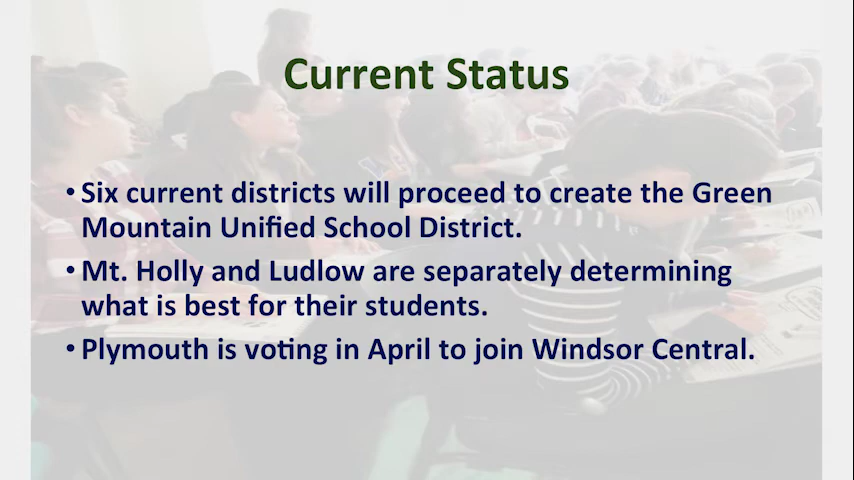 Current Status
• Six current districts will proceed to create the Green
Mountain Unified School District.
• Mt. Holly and Ludlow are separately determining
what is best for their students.
• Plymouth is voting in April to join Windsor Central.